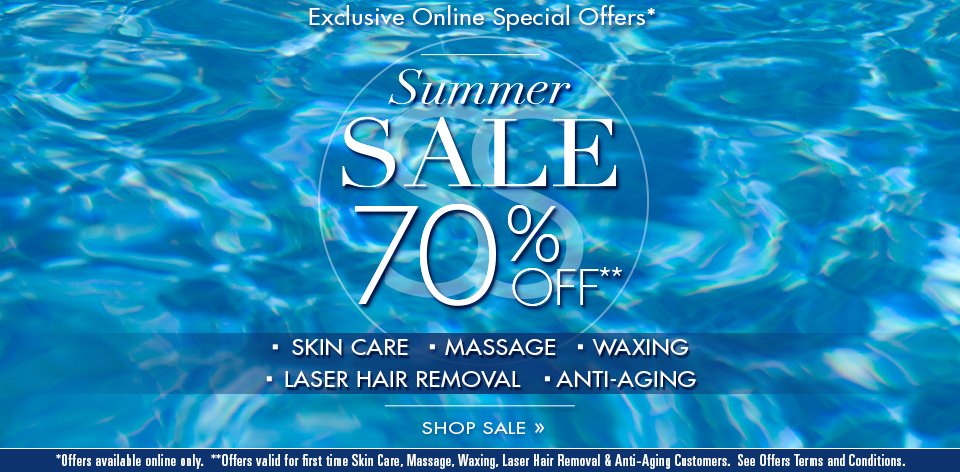 Exclusive Online Special Offers*
Summer
SALE
70% OFF**
▪ SKIN CARE ▪ MASSAGE ▪ WAXING
▪ LASER HAIR REMOVAL ▪ ANTI-AGING
SHOP SALE »
*Offers available online only. **Offers valid for first time Skin Care, Massage, Waxing, Laser Hair Removal & Anti-Aging Customers. See Offers Terms and Conditions.